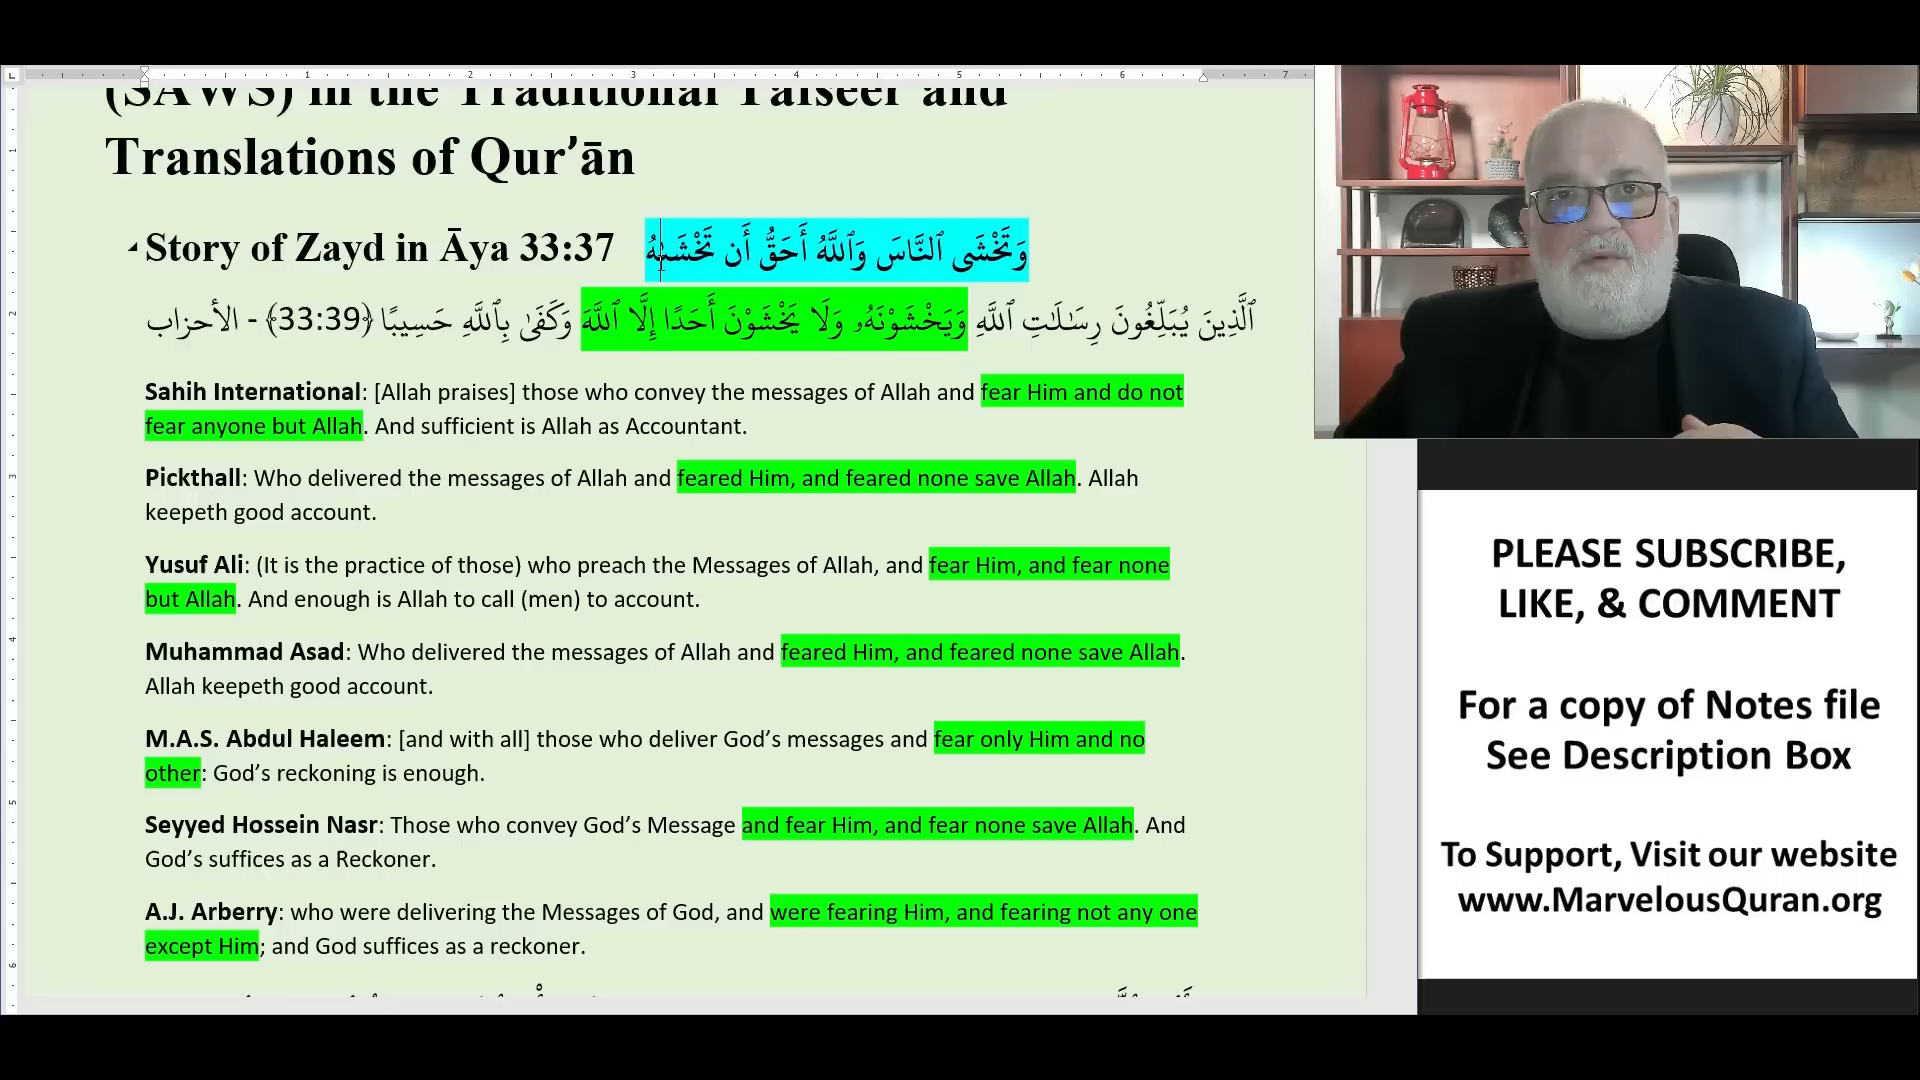 (SAWS) in the Traditional Tafseer and
Translations of Qur’ān
Story of Zayd in Āya 33:37 وَتَخْشَى ٱلنَّاسَ وَٱللَّهُ أَحَقُّ أَن تَخْشَىٰهُ
ٱلَّذِينَ يُبَلِّغُونَ رِسَـٰلَـٰتِ ٱللَّهِ وَيَخْشَوْنَهُۥ وَلَا يَخْشَوْنَ أَحَدًا إِلَّا ٱللَّهَ وَكَفَىٰ بِٱللَّهِ حَسِيبًا ﴿33:39﴾ - الأحزاب
Sahih International: [Allah praises] those who convey the messages of Allah and fear Him and do not
fear anyone but Allah. And sufficient is Allah as Accountant.
Pickthall: Who delivered the messages of Allah and feared Him, and feared none save Allah. Allah
keepeth good account.
Yusuf Ali: (It is the practice of those) who preach the Messages of Allah, and fear Him, and fear none
but Allah. And enough is Allah to call (men) to account.
Muhammad Asad: Who delivered the messages of Allah and feared Him, and feared none save Allah.
Allah keepeth good account.
M.A.S. Abdul Haleem: [and with all] those who deliver God’s messages and fear only Him and no
other: God’s reckoning is enough.
Seyyed Hossein Nasr: Those who convey God’s Message and fear Him, and fear none save Allah. And
God’s suffices as a Reckoner.
A.J. Arberry: who were delivering the Messages of God, and were fearing Him, and fearing not any one
except Him; and God suffices as a reckoner.
PLEASE SUBSCRIBE,
LIKE, & COMMENT
For a copy of Notes file
See Description Box
To Support, Visit our website
www.MarvelousQuran.org